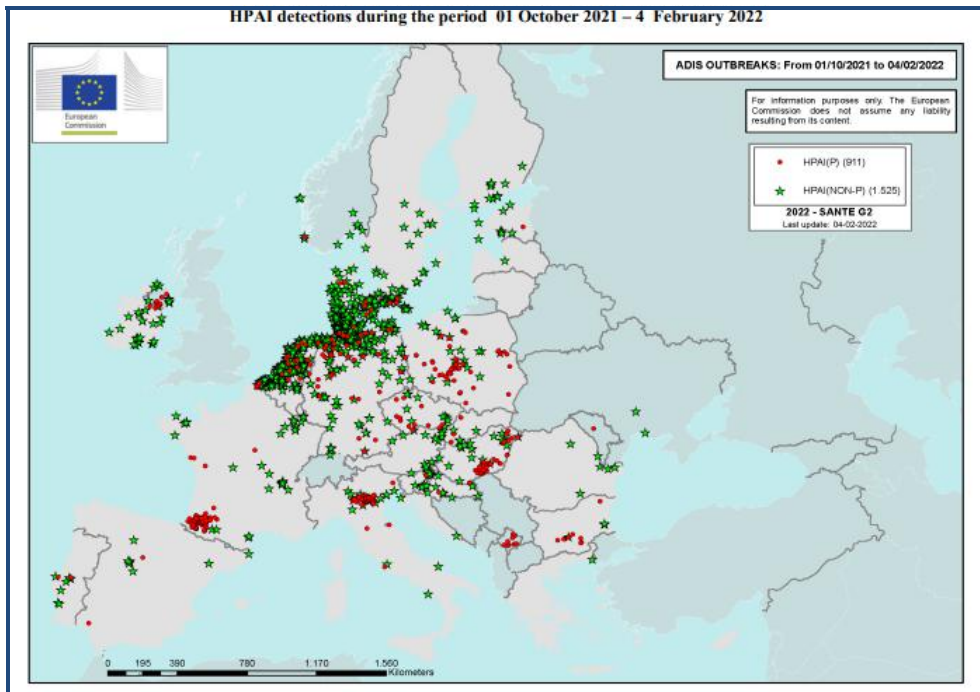 HPAI detections during the period 01 October 2021 – 4 February 2022
European
Commission
ADIS OUTBREAKS: From 01/10/2021 to 04/02/2022
For information purposes only. The European
Commission does not assume any liability
resulting from its content.
HPAI(P) (911)
HPAI(NON-P) (1.525)
2022 - SANTE G2
Last update: 04-02-2022
0 195 390 780 1.170 1.560
Kilometers